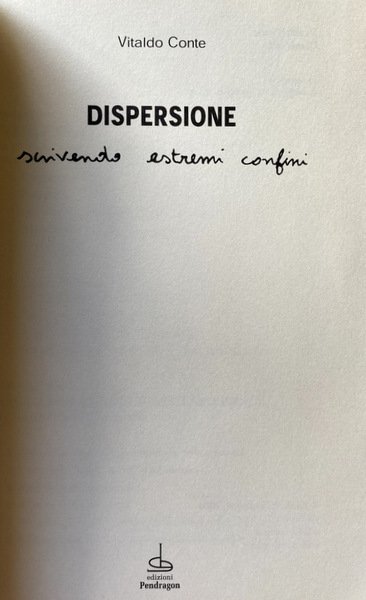 Vitaldo Conte
DISPERSIONE
scrivendo estremi confini
edizioni
Pendragon